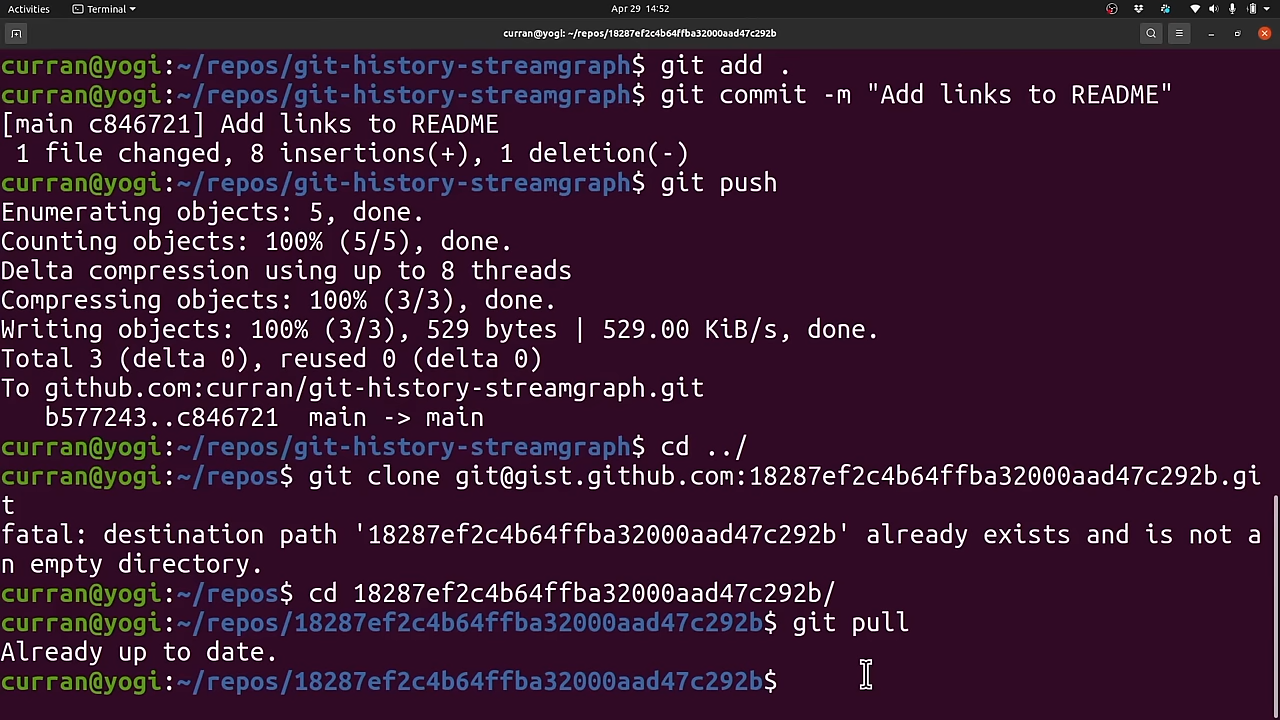 Activities
Terminal
Apr 29 14:52
curran@yogi: ~/repos/18287ef2c4b64ffba32000aad47c292b
curran@yogi:~/repos/git-history-streamgraph$ git add .
curran@yogi:~/repos/git-history-streamgraph$ git commit -m "Add links to README"
[main c846721] Add links to README
 1 file changed, 8 insertions(+), 1 deletion(-)
curran@yogi:~/repos/git-history-streamgraph$ git push
Enumerating objects: 5, done.
Counting objects: 100% (5/5), done.
Delta compression using up to 8 threads
Compressing objects: 100% (3/3), done.
Writing objects: 100% (3/3), 529 bytes | 529.00 KiB/s, done.
Total 3 (delta 0), reused 0 (delta 0)
To github.com:curran/git-history-streamgraph.git
   b577243..c846721  main -> main
curran@yogi:~/repos/git-history-streamgraph$ cd ../
curran@yogi:~/repos$ git clone git@gist.github.com:18287ef2c4b64ffba32000aad47c292b.gi
t
fatal: destination path '18287ef2c4b64ffba32000aad47c292b' already exists and is not a
n empty directory.
curran@yogi:~/repos$ cd 18287ef2c4b64ffba32000aad47c292b/
curran@yogi:~/repos/18287ef2c4b64ffba32000aad47c292b$ git pull
Already up to date.
curran@yogi:~/repos/18287ef2c4b64ffba32000aad47c292b$